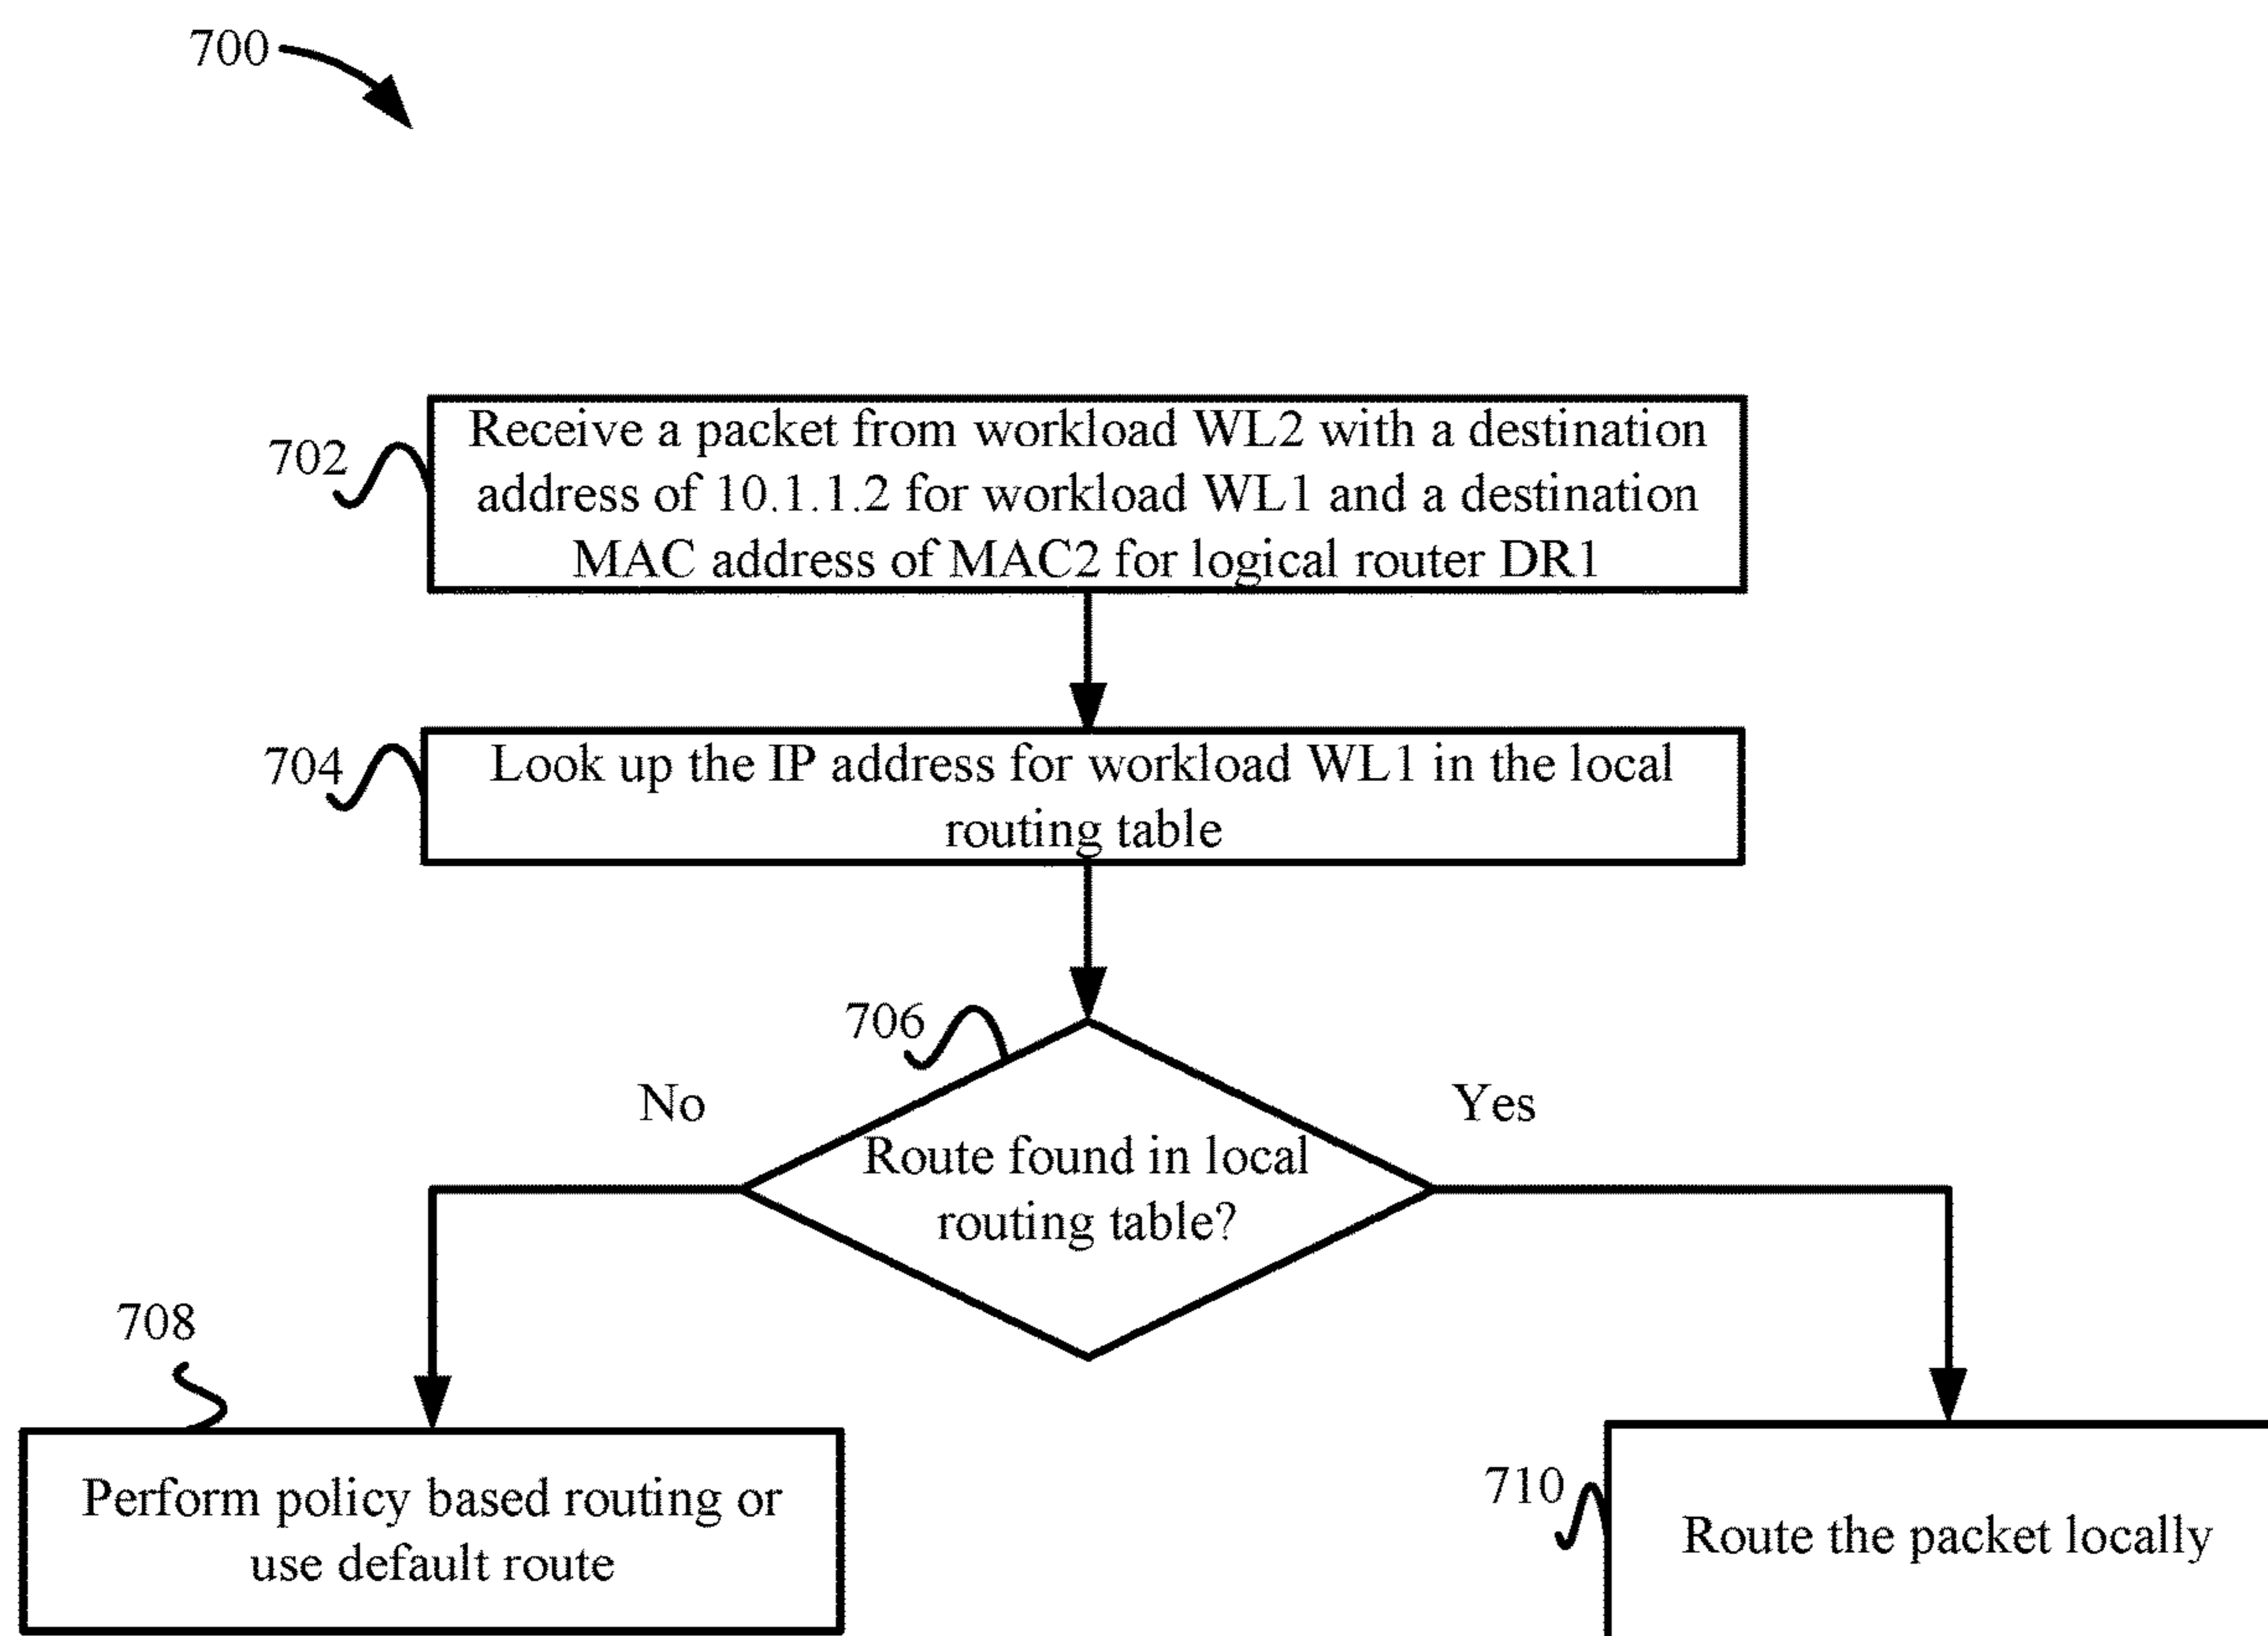 700
702
Receive a packet from workload WL2 with a destination
address of 10.1.1.2 for workload WL1 and a destination
MAC address of MAC2 for logical router DR1
704
Look up the IP address for workload WL1 in the local
routing table
706
No
Yes
Route found in local
routing table?
708
Perform policy based routing or
use default route
710
Route the packet locally